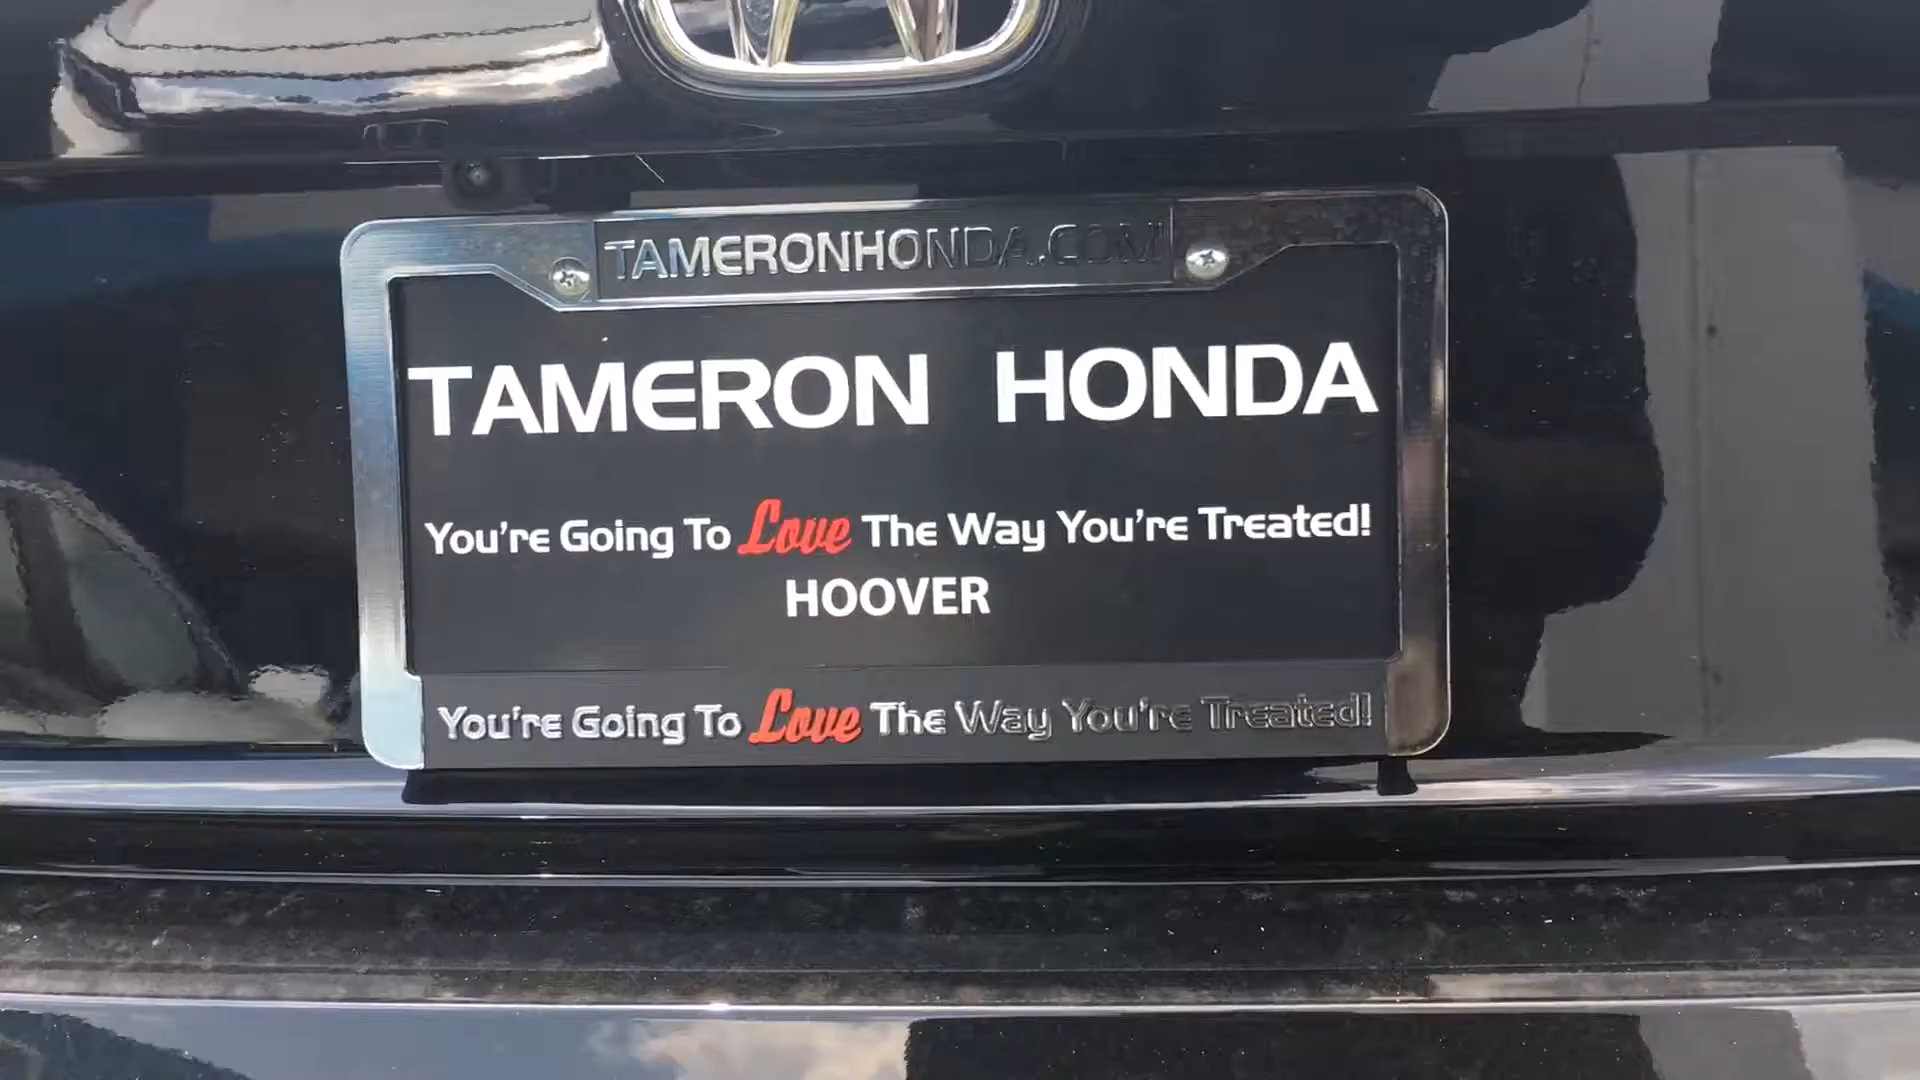 TAMERONHONDA.COM
TAMERON HONDA
You're Going To Love The Way You're Treated!
HOOVER
You're Going To Love The Way You're Treated!